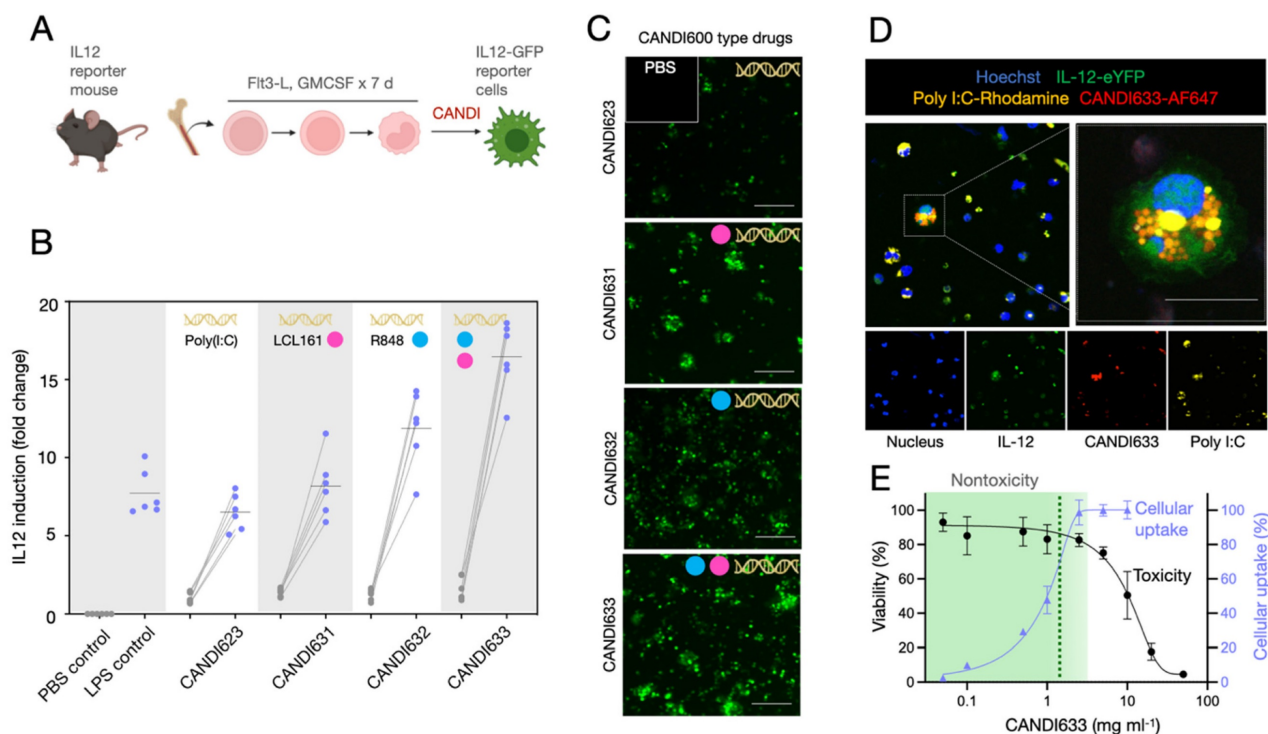 A
IL12
reporter
mouse
Flt3-L, GMCSF x 7 d
CANDI
IL12-GFP
reporter
cells
B
IL12 induction (fold change)
20
15
10
5
0
Poly(I:C)
LCL161
R848
PBS control
LPS control
CANDI623
CANDI631
CANDI632
CANDI633
C
CANDI600 type drugs
PBS
CANDI623
CANDI631
CANDI632
CANDI633
D
Hoechst IL-12-eYFP
Poly I:C-Rhodamine CANDI633-AF647
Nucleus
IL-12
CANDI633
Poly I:C
E
Nontoxicity
Cellular
uptake
Toxicity
Viability (%)
100
80
60
40
20
0
Cellular uptake (%)
100
80
60
40
20
0
0.1
1
10
100
CANDI633 (mg ml⁻¹)